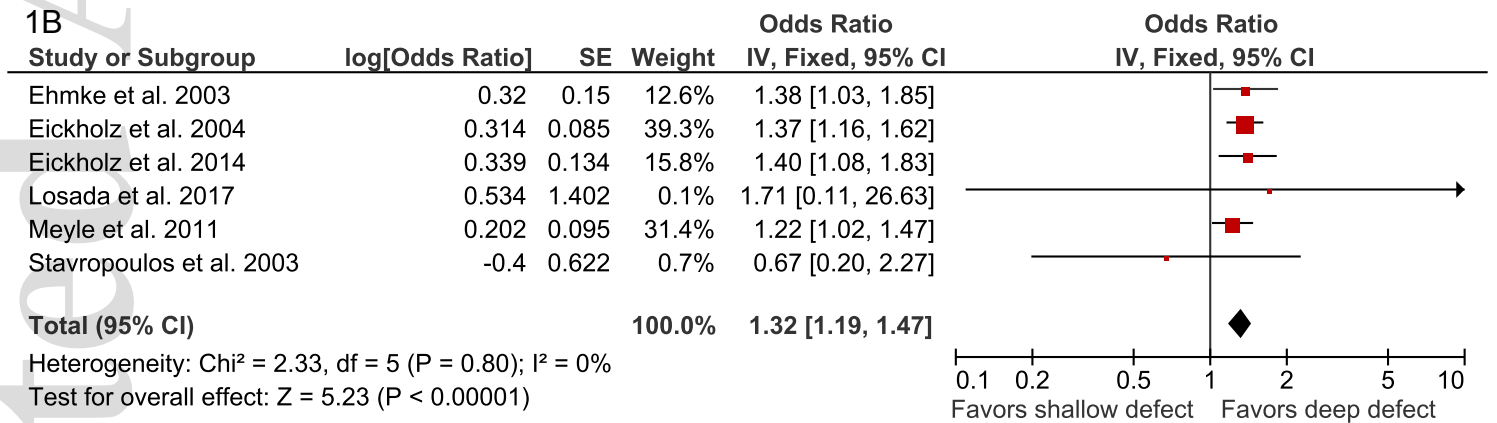 1B
Odds Ratio Odds Ratio
Study or Subgroup log[Odds Ratio] SE Weight IV, Fixed, 95% CI IV, Fixed, 95% CI
Ehmke et al. 2003 0.32 0.15 12.6% 1.38 [1.03, 1.85]
Eickholz et al. 2004 0.314 0.085 39.3% 1.37 [1.16, 1.62]
Eickholz et al. 2014 0.339 0.134 15.8% 1.40 [1.08, 1.83]
Losada et al. 2017 0.534 1.402 0.1% 1.71 [0.11, 26.63]
Meyle et al. 2011 0.202 0.095 31.4% 1.22 [1.02, 1.47]
Stavropoulos et al. 2003 -0.4 0.622 0.7% 0.67 [0.20, 2.27]
Total (95% CI) 100.0% 1.32 [1.19, 1.47]
Heterogeneity: Chi² = 2.33, df = 5 (P = 0.80); I² = 0%
Test for overall effect: Z = 5.23 (P < 0.00001)
0.1 0.2 0.5 1 2 5 10
Favors shallow defect Favors deep defect
ted A